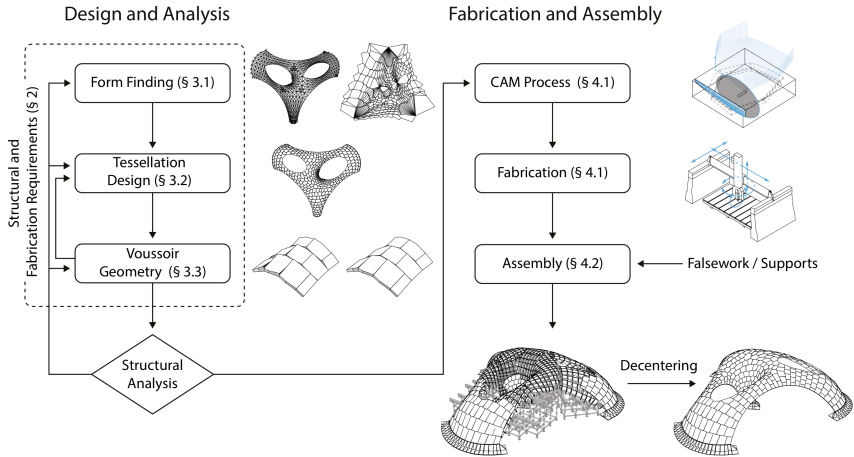 Design and Analysis
Fabrication and Assembly
Structural and
Fabrication Requirements (§ 2)
Form Finding (§ 3.1)
Tessellation
Design (§ 3.2)
Voussoir
Geometry (§ 3.3)
Structural
Analysis
CAM Process (§ 4.1)
Fabrication (§ 4.1)
Assembly (§ 4.2)
Falsework / Supports
Decentering